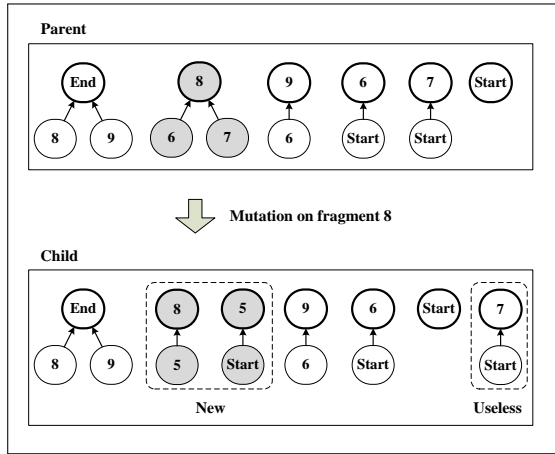 Parent
End 8 9 6 7 Start
8 9 6 7 6 Start Start
Mutation on fragment 8
Child
End 8 5 9 6 Start 7
8 9 5 Start 6 Start Start
New Useless